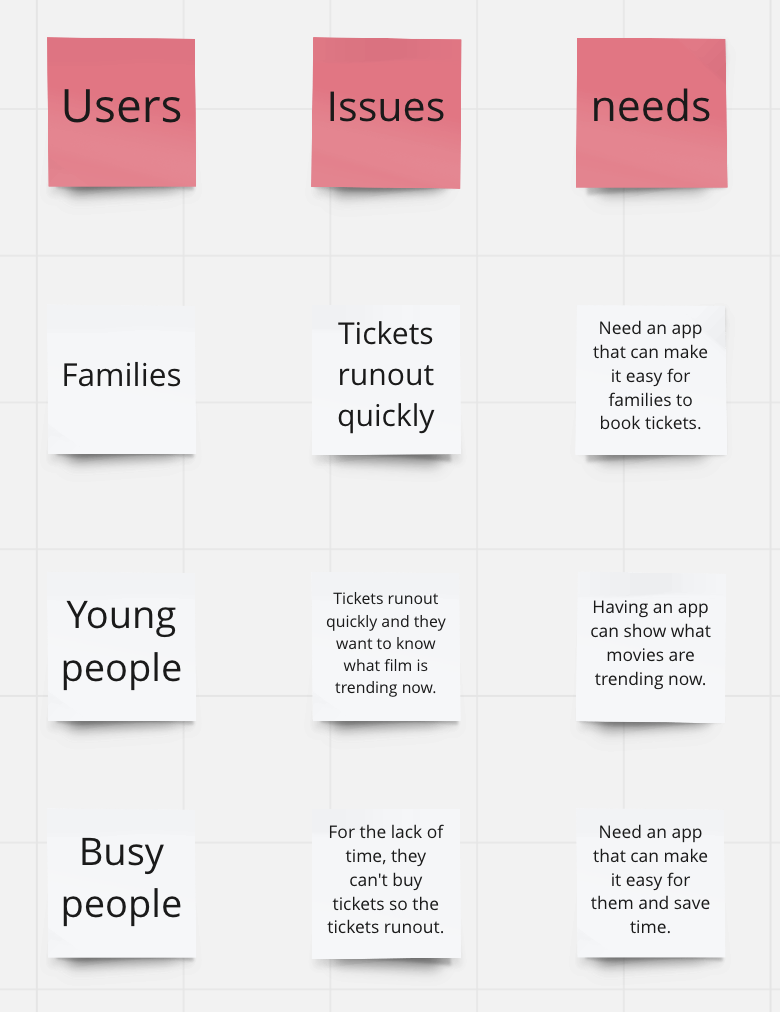 Users
Issues
needs
Families
Tickets
runout
quickly
Need an app
that can make
it easy for
families to
book tickets.
Young
people
Tickets runout
quickly and they
want to know
what film is
trending now.
Having an app
can show what
movies are
trending now.
Busy
people
For the lack of
time, they
can't buy
tickets so the
tickets runout.
Need an app
that can make
it easy for
them and save
time.